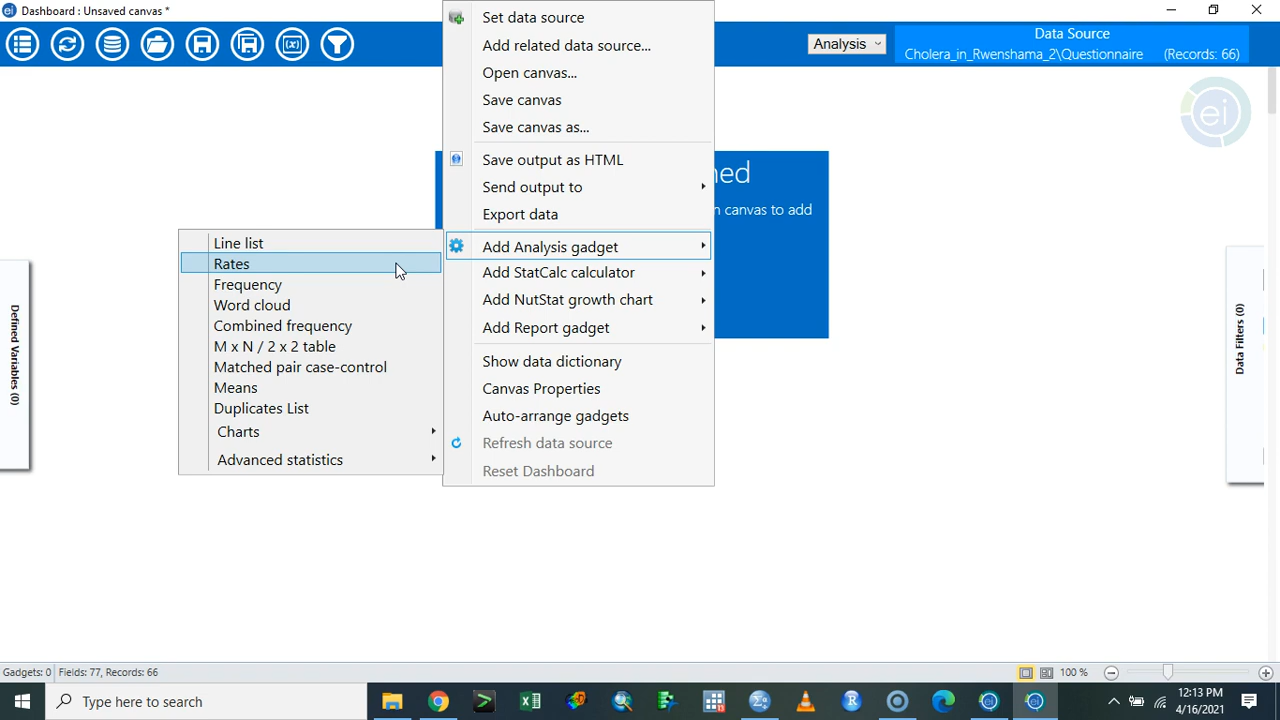 Dashboard : Unsaved canvas *
Analysis
Data Source
Cholera_in_Rwenshama_2\Questionnaire (Records: 66)
ei
Set data source
Add related data source...
Open canvas...
Save canvas
Save canvas as...
Save output as HTML
Send output to
Export data
Add Analysis gadget
Add StatCalc calculator
Add NutStat growth chart
Add Report gadget
Show data dictionary
Canvas Properties
Auto-arrange gadgets
Refresh data source
Reset Dashboard
ned
canvas to add
Line list
Rates
Frequency
Word cloud
Combined frequency
M x N / 2 x 2 table
Matched pair case-control
Means
Duplicates List
Charts
Advanced statistics
Defined Variables (0)
Data Filters (0)
Gadgets: 0 Fields: 77, Records: 66
100 %
Type here to search
12:13 PM
4/16/2021